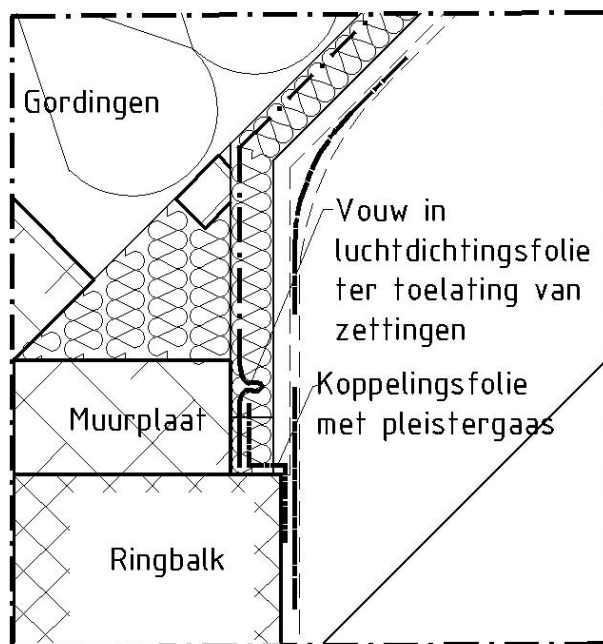 Gordingen
Vouw in
luchtdichtingsfolie
ter toelating van
zettingen
Koppelingsfolie
met pleistergaas
Muurplaat
Ringbalk